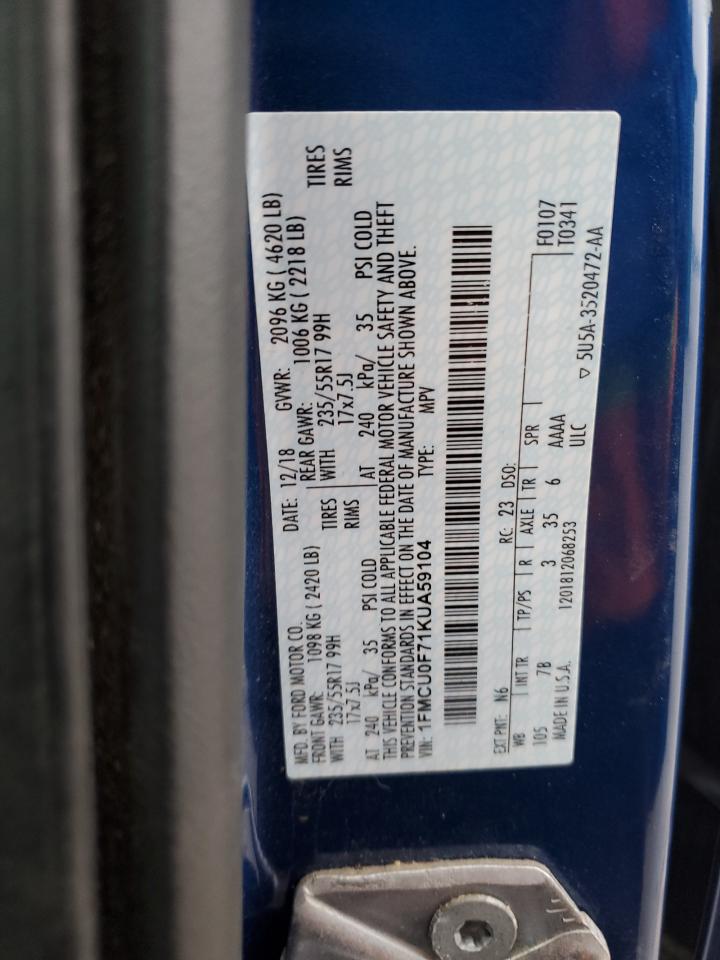 MFD. BY FORD MOTOR CO.
DATE: 12/18 GVWR: 2096 KG ( 4620 LB)
FRONT GAWR: 1098 KG ( 2420 LB) REAR GAWR: 1006 KG ( 2218 LB)
WITH 235/55R17 99H TIRES WITH 235/55R17 99H TIRES
17x7.5J RIMS 17x7.5J RIMS
AT 240 kPa/ 35 PSI COLD AT 240 kPa/ 35 PSI COLD
THIS VEHICLE CONFORMS TO ALL APPLICABLE FEDERAL MOTOR VEHICLE SAFETY AND THEFT
PREVENTION STANDARDS IN EFFECT ON THE DATE OF MANUFACTURE SHOWN ABOVE.
VIN: 1FMCU0F71KUA59104 TYPE: MPV
EXT PNT: N6 RC: 23 DSO:
WB INT TR TP/PS R AXLE TR SPR F0107
T0341
105 7B 3 35 6 AAAA
MADE IN U.S.A. 1201812068253 ULC
▽ 5U5A-3520472-AA